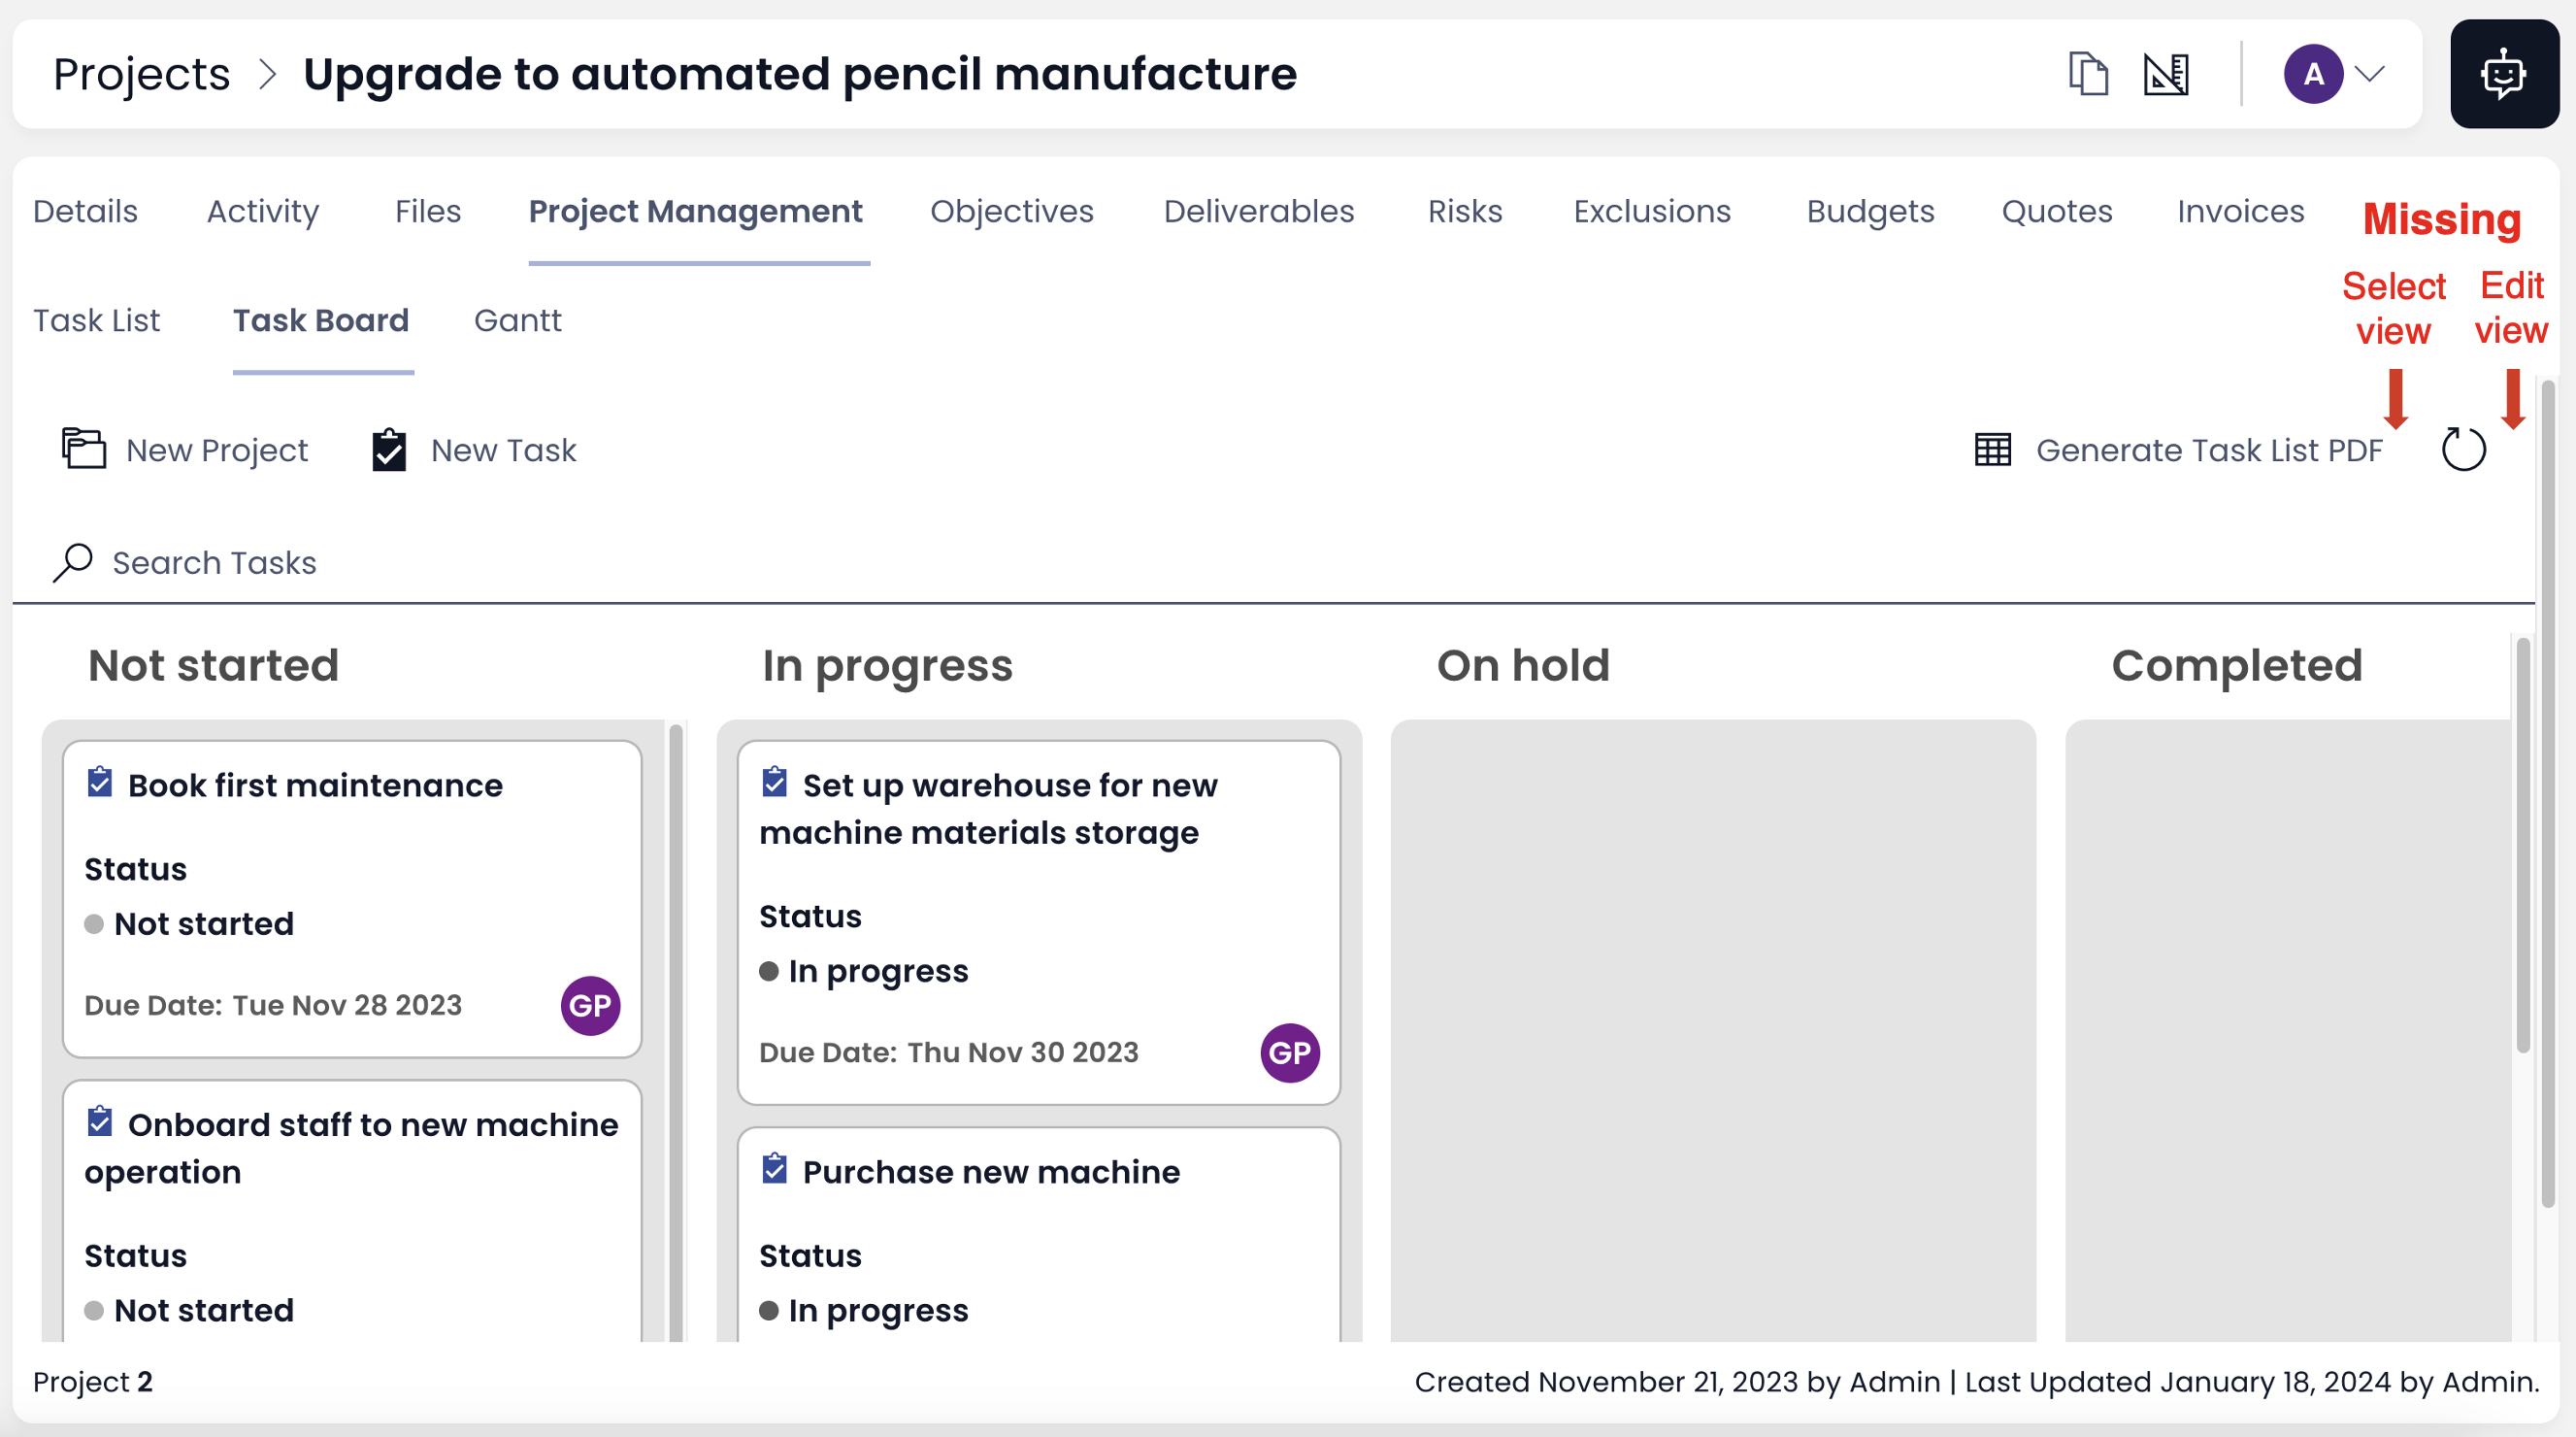 Projects > Upgrade to automated pencil manufacture
A
Details Activity Files Project Management Objectives Deliverables Risks Exclusions Budgets Quotes Invoices
Missing
Select view
Edit view
Task List Task Board Gantt
New Project New Task Generate Task List PDF
Search Tasks
Not started
Book first maintenance
Status
Not started
Due Date: Tue Nov 28 2023 GP
Onboard staff to new machine
operation
Status
Not started
In progress
Set up warehouse for new
machine materials storage
Status
In progress
Due Date: Thu Nov 30 2023 GP
Purchase new machine
Status
In progress
On hold
Completed
Project 2
Created November 21, 2023 by Admin | Last Updated January 18, 2024 by Admin.